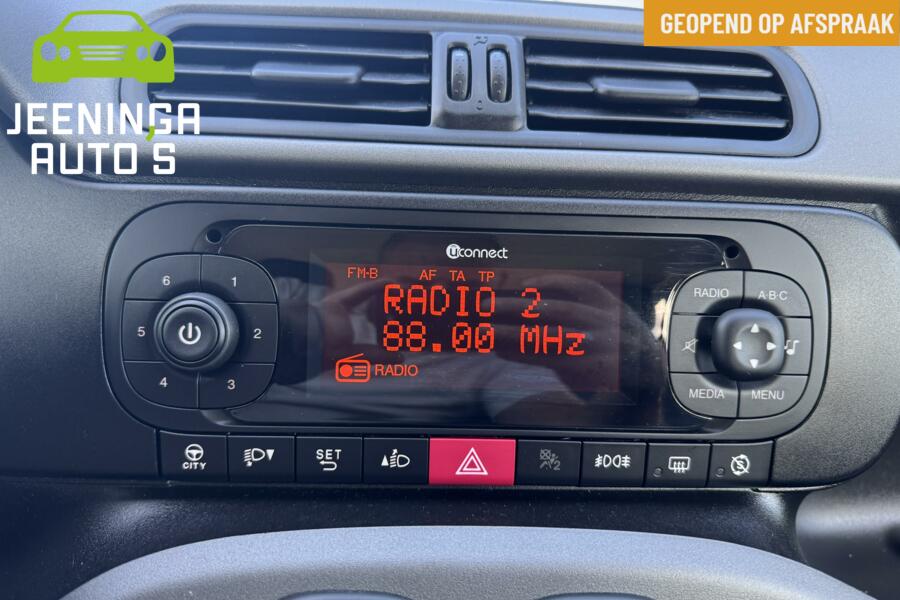 GEOPEND OP AFSPRAAK
JEENINGA
AUTO'S
Uconnect
FM-B AF TA TP
RADIO 2
88.00 MHz
RADIO
6 1
5 2
4 3
RADIO A·B·C
MEDIA MENU
CITY
SET
2